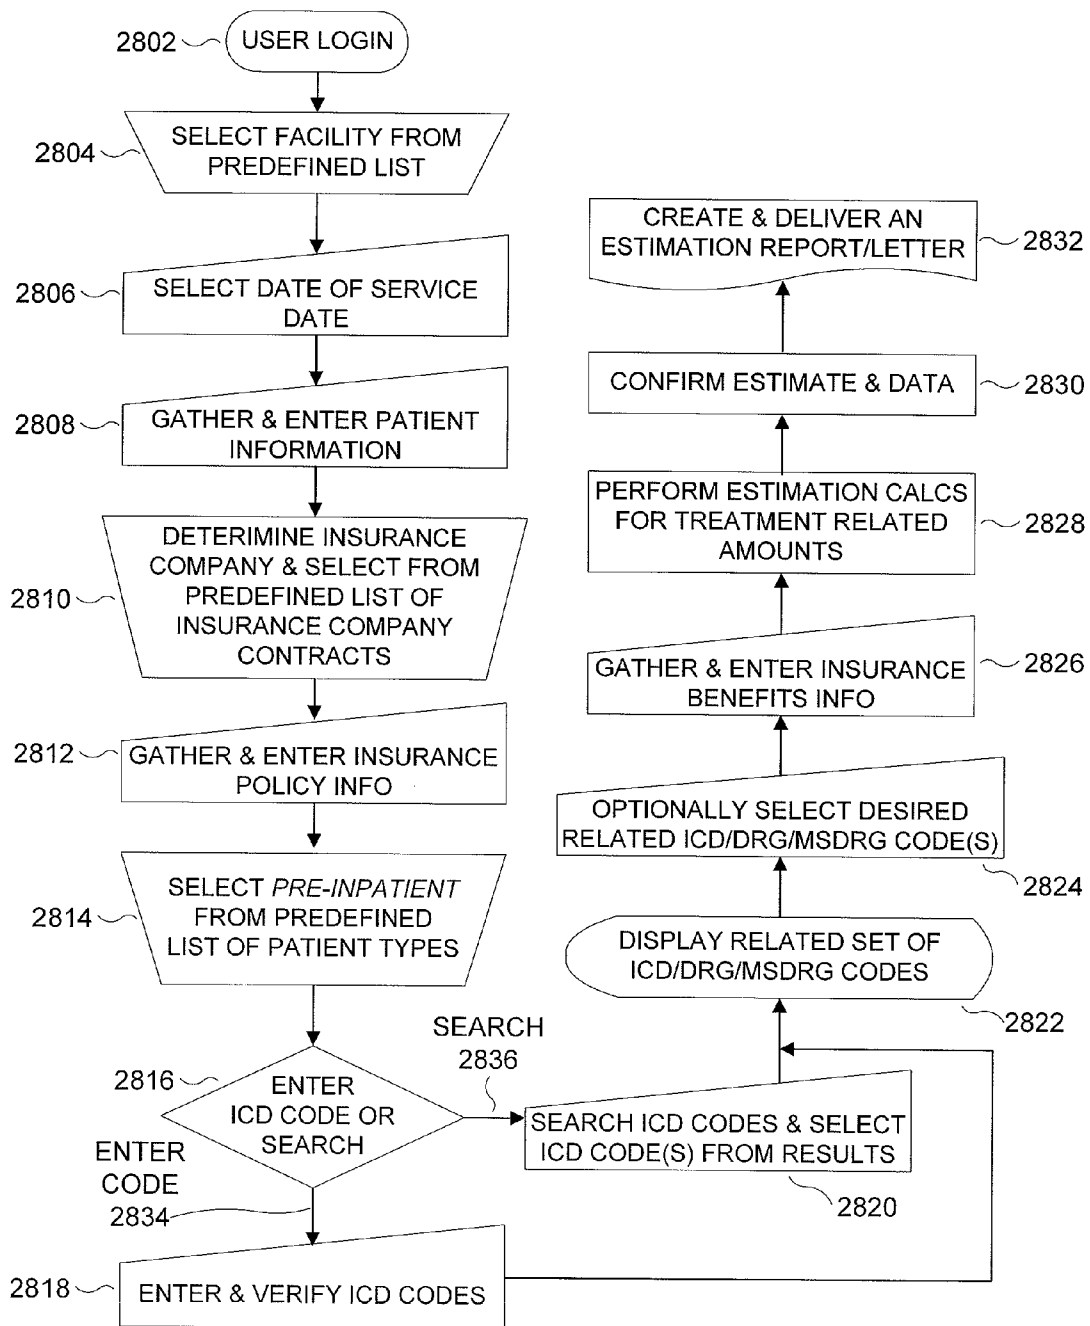 2802
USER LOGIN
2804
SELECT FACILITY FROM
PREDEFINED LIST
2806
SELECT DATE OF SERVICE
DATE
2808
GATHER & ENTER PATIENT
INFORMATION
2810
DETERIMINE INSURANCE
COMPANY & SELECT FROM
PREDEFINED LIST OF
INSURANCE COMPANY
CONTRACTS
2812
GATHER & ENTER INSURANCE
POLICY INFO
2814
SELECT PRE-INPATIENT
FROM PREDEFINED
LIST OF PATIENT TYPES
2816
ENTER
ICD CODE OR
SEARCH
SEARCH
2836
ENTER
CODE
2834
2818
ENTER & VERIFY ICD CODES
SEARCH ICD CODES & SELECT
ICD CODE(S) FROM RESULTS
2820
DISPLAY RELATED SET OF
ICD/DRG/MSDRG CODES
2822
OPTIONALLY SELECT DESIRED
RELATED ICD/DRG/MSDRG CODE(S)
2824
GATHER & ENTER INSURANCE
BENEFITS INFO
2826
PERFORM ESTIMATION CALCS
FOR TREATMENT RELATED
AMOUNTS
2828
CONFIRM ESTIMATE & DATA
2830
CREATE & DELIVER AN
ESTIMATION REPORT/LETTER
2832